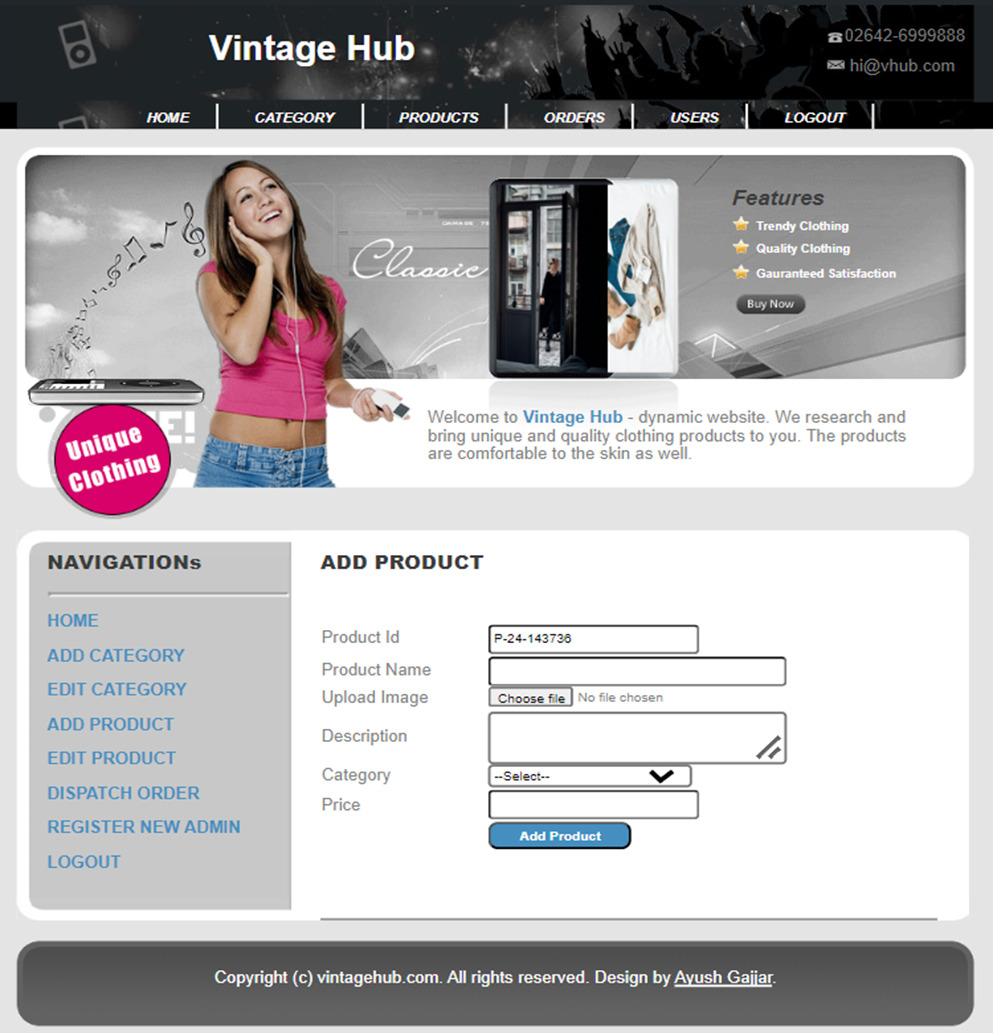 Vintage Hub
02642-6999888
hi@vhub.com
HOME CATEGORY PRODUCTS ORDERS USERS LOGOUT
Classic
Features
Trendy Clothing
Quality Clothing
Gauranteed Satisfaction
Buy Now
Unique
Clothing
Welcome to Vintage Hub - dynamic website. We research and
bring unique and quality clothing products to you. The products
are comfortable to the skin as well.
NAVIGATIONs
HOME
ADD CATEGORY
EDIT CATEGORY
ADD PRODUCT
EDIT PRODUCT
DISPATCH ORDER
REGISTER NEW ADMIN
LOGOUT
ADD PRODUCT
Product Id P-24-143736
Product Name
Upload Image Choose file No file chosen
Description
Category --Select--
Price
Add Product
Copyright (c) vintagehub.com. All rights reserved. Design by Ayush Gajjar.